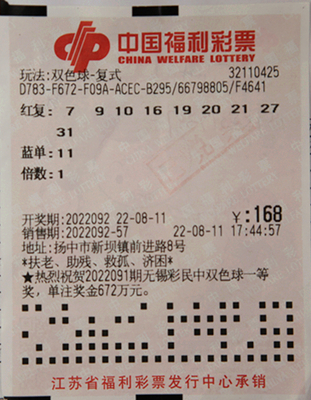 中国福利彩票
CHINA WELFARE LOTTERY
玩法:双色球-复式 32110425
D783-F672-F09A-ACEC-B295/66798805/F4641
红复: 7 9 10 16 19 20 21 27
31
蓝单:11
倍数:1
开奖期:2022092 22-08-11 ¥:168
销售期:2022092-57 22-08-11 17:44:57
地址:扬中市新坝镇前进路8号
*扶老、助残、救孤、济困*
★热烈祝贺2022091期无锡彩民中双色球一等
奖,单注奖金672万元。
江苏省福利彩票发行中心承销